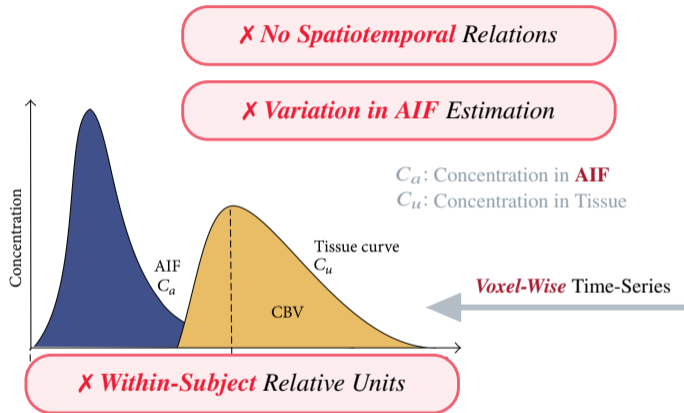 ✗ No Spatiotemporal Relations
✗ Variation in AIF Estimation
Cₐ: Concentration in AIF
Cᵤ: Concentration in Tissue
Concentration
AIF
Cₐ
Tissue curve
Cᵤ
CBV
Voxel-Wise Time-Series
✗ Within-Subject Relative Units